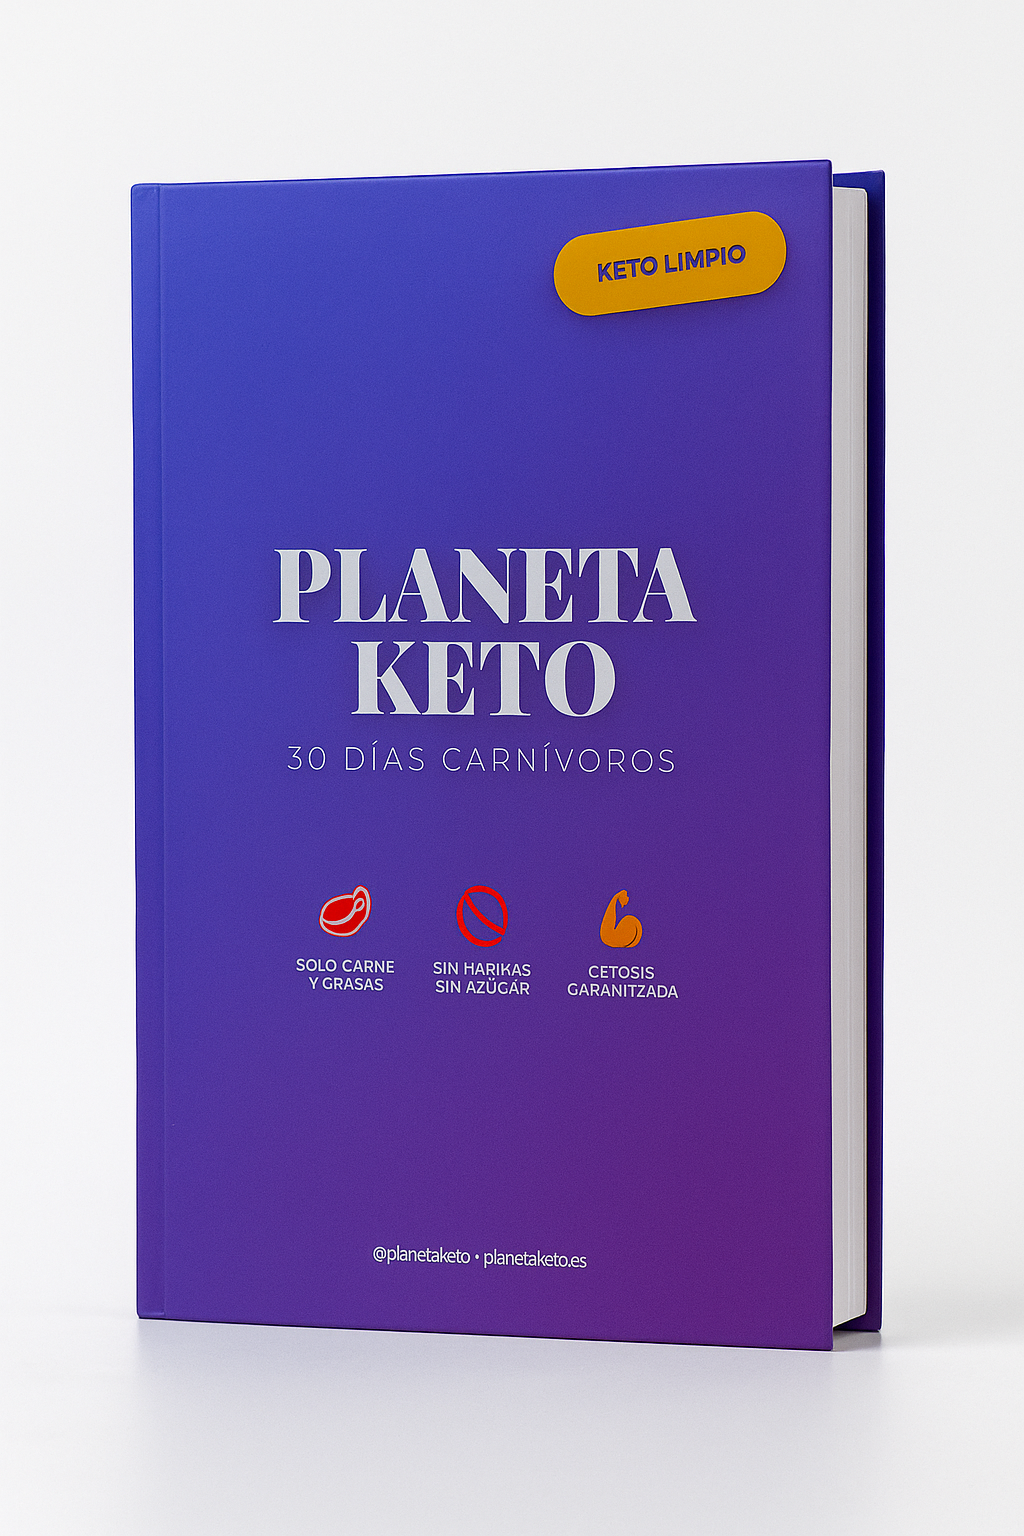 KETO LIMPIO
PLANETA
KETO
30 DÍAS CARNÍVOROS
SOLO CARNE
Y GRASAS
SIN HARIKAS
SIN AZÜGÁR
CETOSIS
GARANITZADA
@planetaketo • planetaketo.es